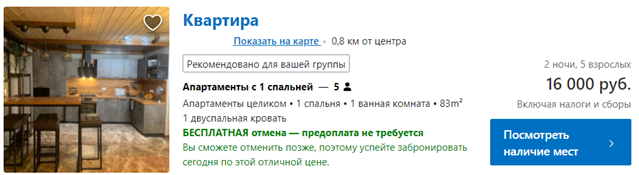 Квартира
Показать на карте • 0,8 км от центра
Рекомендовано для вашей группы
2 ночи, 5 взрослых
Апартаменты с 1 спальней — 5
16 000 руб.
Апартаменты целиком • 1 спальня • 1 ванная комната • 83м²
Включая налоги и сборы
1 двуспальная кровать
БЕСПЛАТНАЯ отмена — предоплата не требуется
Вы сможете отменить позже, поэтому успейте забронировать
сегодня по этой отличной цене.
Посмотреть
наличие мест